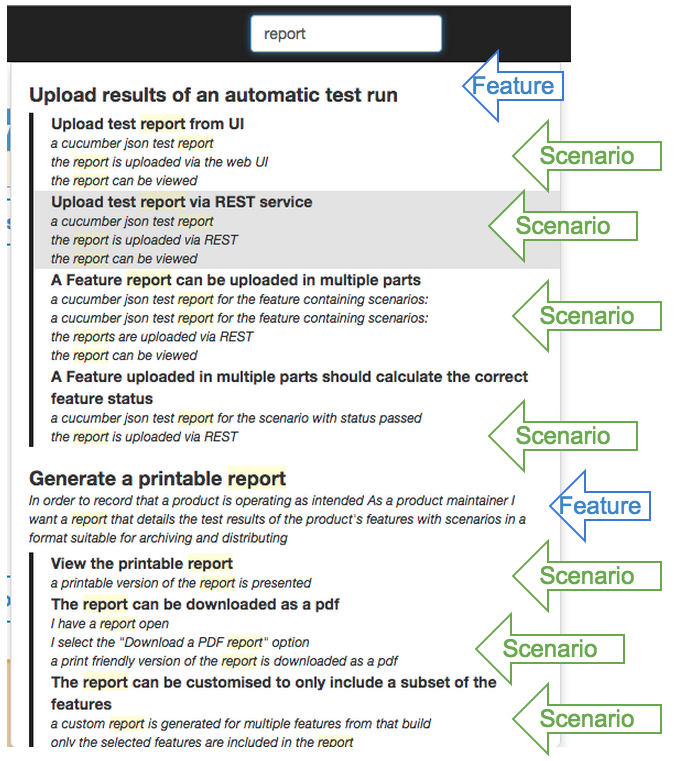 report
Feature
Upload results of an automatic test run
Upload test report from UI
a cucumber json test report
the report is uploaded via the web UI
Scenario
the report can be viewed
Upload test report via REST service
a cucumber json test report
Scenario
the report is uploaded via REST
the report can be viewed
A Feature report can be uploaded in multiple parts
a cucumber json test report for the feature containing scenarios:
a cucumber json test report for the feature containing scenarios:
Scenario
the reports are uploaded via REST
the report can be viewed
A Feature uploaded in multiple parts should calculate the correct
feature status
a cucumber json test report for the scenario with status passed
the report is uploaded via REST
Scenario
Generate a printable report
In order to record that a product is operating as intended As a product maintainer I
Feature
want a report that details the test results of the product's features with scenarios in a
format suitable for archiving and distributing
View the printable report
a printable version of the report is presented
Scenario
The report can be downloaded as a pdf
I have a report open
I select the "Download a PDF report" option
Scenario
a print friendly version of the report is downloaded as a pdf
The report can be customised to only include a subset of the
features
a custom report is generated for multiple features from that build
Scenario
only the selected features are included in the report